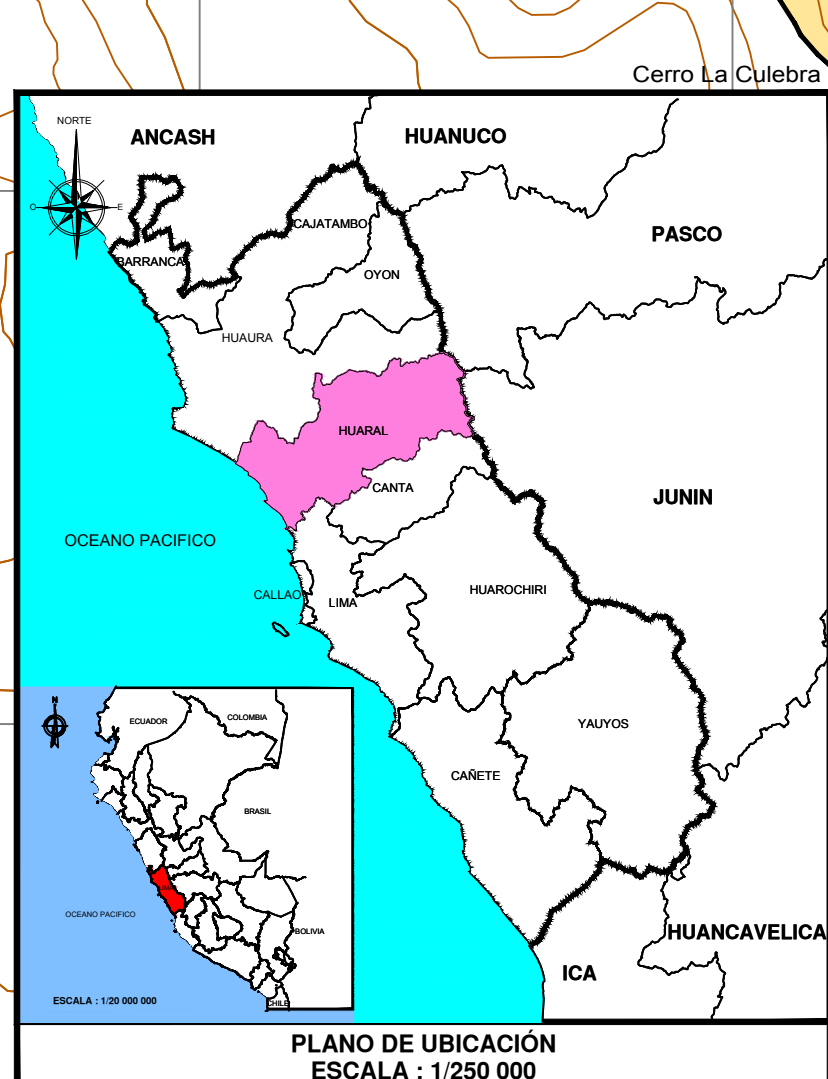 Cerro La Culebra
NORTE
ANCASH
HUANUCO
O
E
CAJATAMBO
PASCO
BARRANCA
OYON
HUAURA
HUARAL
CANTA
JUNIN
OCEANO PACIFICO
HUAROCHIRI
CALLAO
LIMA
N
ECUADOR
COLOMBIA
YAUYOS
CAÑETE
BRASIL
OCEANO PACIFICO
BOLIVIA
HUANCAVELICA
ICA
ESCALA : 1/20 000 000
CHILE
PLANO DE UBICACIÓN
ESCALA : 1/250 000